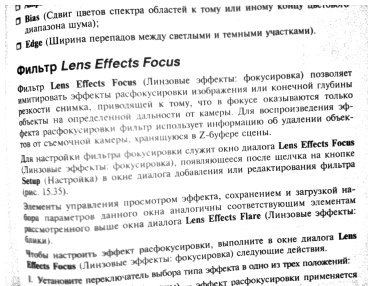 Bias (Сдвиг цветов спектра областей к тому или иному концу цветового
диапазона шума);
Edge (Ширина перепадов между светлыми и темными участками).
Фильтр Lens Effects Focus
Фильтр Lens Effects Focus (Линзовые эффекты: фокусировка) позволяет
имитировать эффекты расфокусировки изображения или конечной глубины
резкости снимка, приводящей к тому, что в фокусе оказываются только
объекты на определенной дальности от камеры. Для воспроизведения эф-
фекта расфокусировки фильтр использует информацию об удалении объек-
тов от съемочной камеры, хранящуюся в Z-буфере сцены.
Для настройки фильтра фокусировки служит окно диалога Lens Effects Focus
(Линзовые эффекты: фокусировка), появляющееся после щелчка на кнопке
Setup (Настройка) в окне диалога добавления или редактирования фильтра
(рис. 15.35).
Элементы управления просмотром эффекта, сохранением и загрузкой на-
бора параметров данного окна аналогичны соответствующим элементам
рассмотренного выше окна диалога Lens Effects Flare (Линзовые эффекты:
блики).
Чтобы настроить эффект расфокусировки, выполните в окне диалога Lens
Effects Focus (Линзовые эффекты: фокусировка) следующие действия.
1. Установите переключатель выбора типа эффекта в одно из трех положений:
эффект расфокусировки применяется